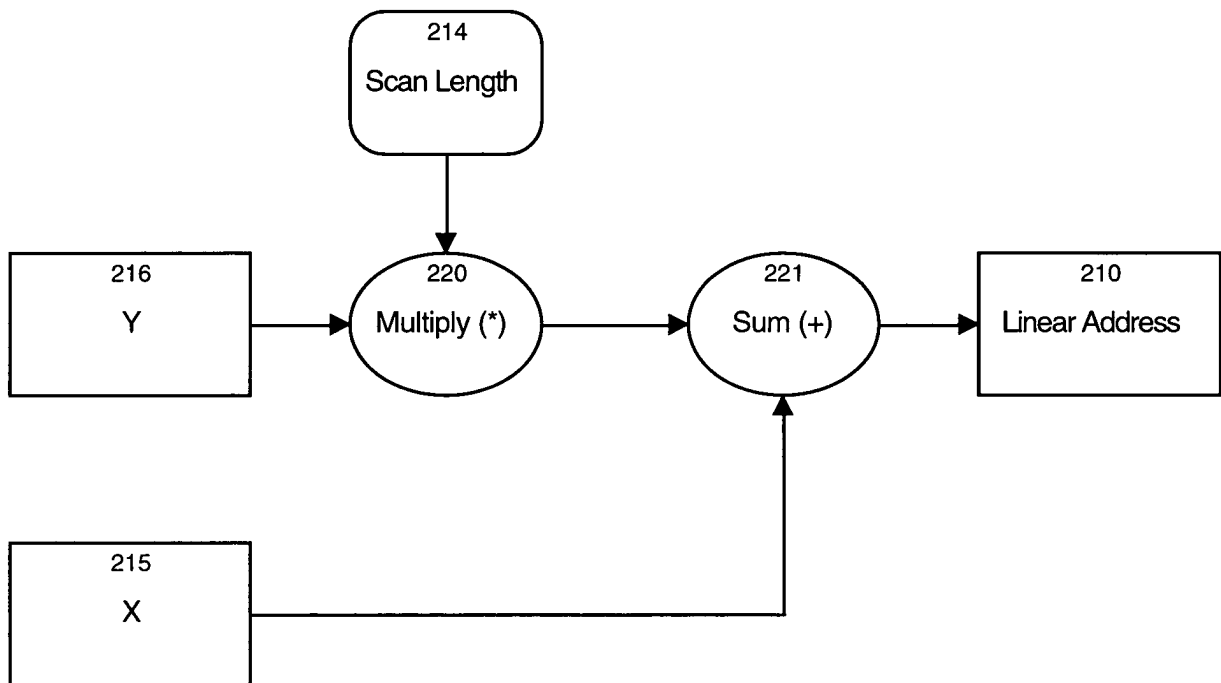 214
Scan Length
216
Y
220
Multiply (*)
221
Sum (+)
210
Linear Address
215
X